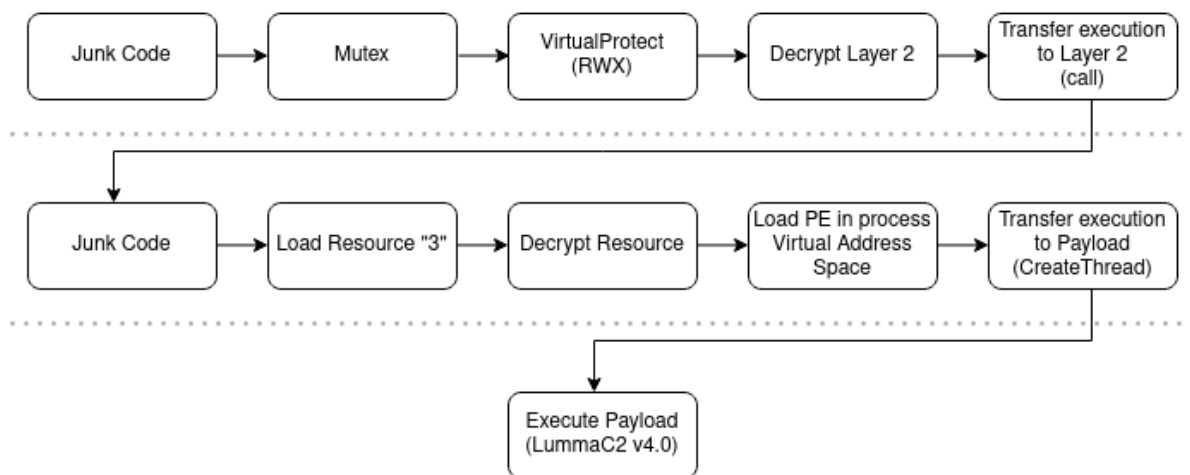 Junk Code
Mutex
VirtualProtect
(RWX)
Decrypt Layer 2
Transfer execution
to Layer 2
(call)
Junk Code
Load Resource "3"
Decrypt Resource
Load PE in process
Virtual Address
Space
Transfer execution
to Payload
(CreateThread)
Execute Payload
(LummaC2 v4.0)